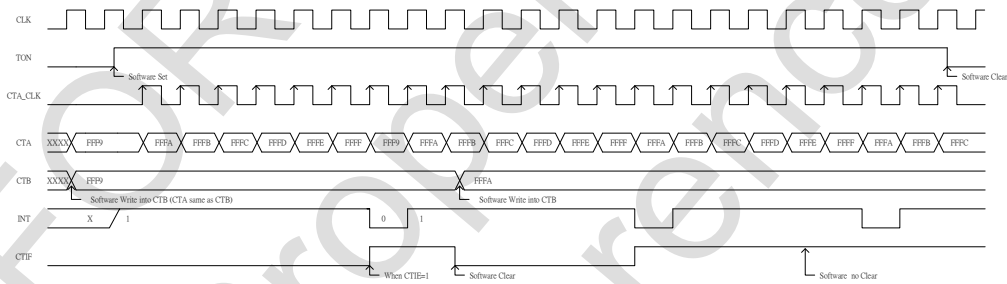 CLK
TON
Software Set
Software Clear
CTA_CLK
CTA XXXX FFF9 FFFA FFFB FFFC FFFD FFFE FFFF FFF9 FFFA FFFB FFFC FFFD FFFE FFFF FFFA FFFB FFFC FFFD FFFE FFFF FFFA FFFB FFFC
CTB XXXX FFF9 FFFA
Software Write into CTB (CTA same as CTB) Software Write into CTB
INT X 1 0 1
CTIF
When CTIE=1 Software Clear Software no Clear